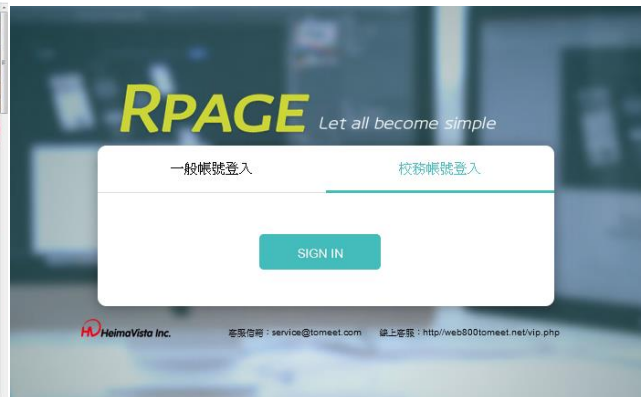 RPAGE Let all become simple
一般帳號登入 校務帳號登入
SIGN IN
HeimaVista Inc. 客服信箱：service@tomeet.com 線上客服：http//web800tomeet.net/vip.php